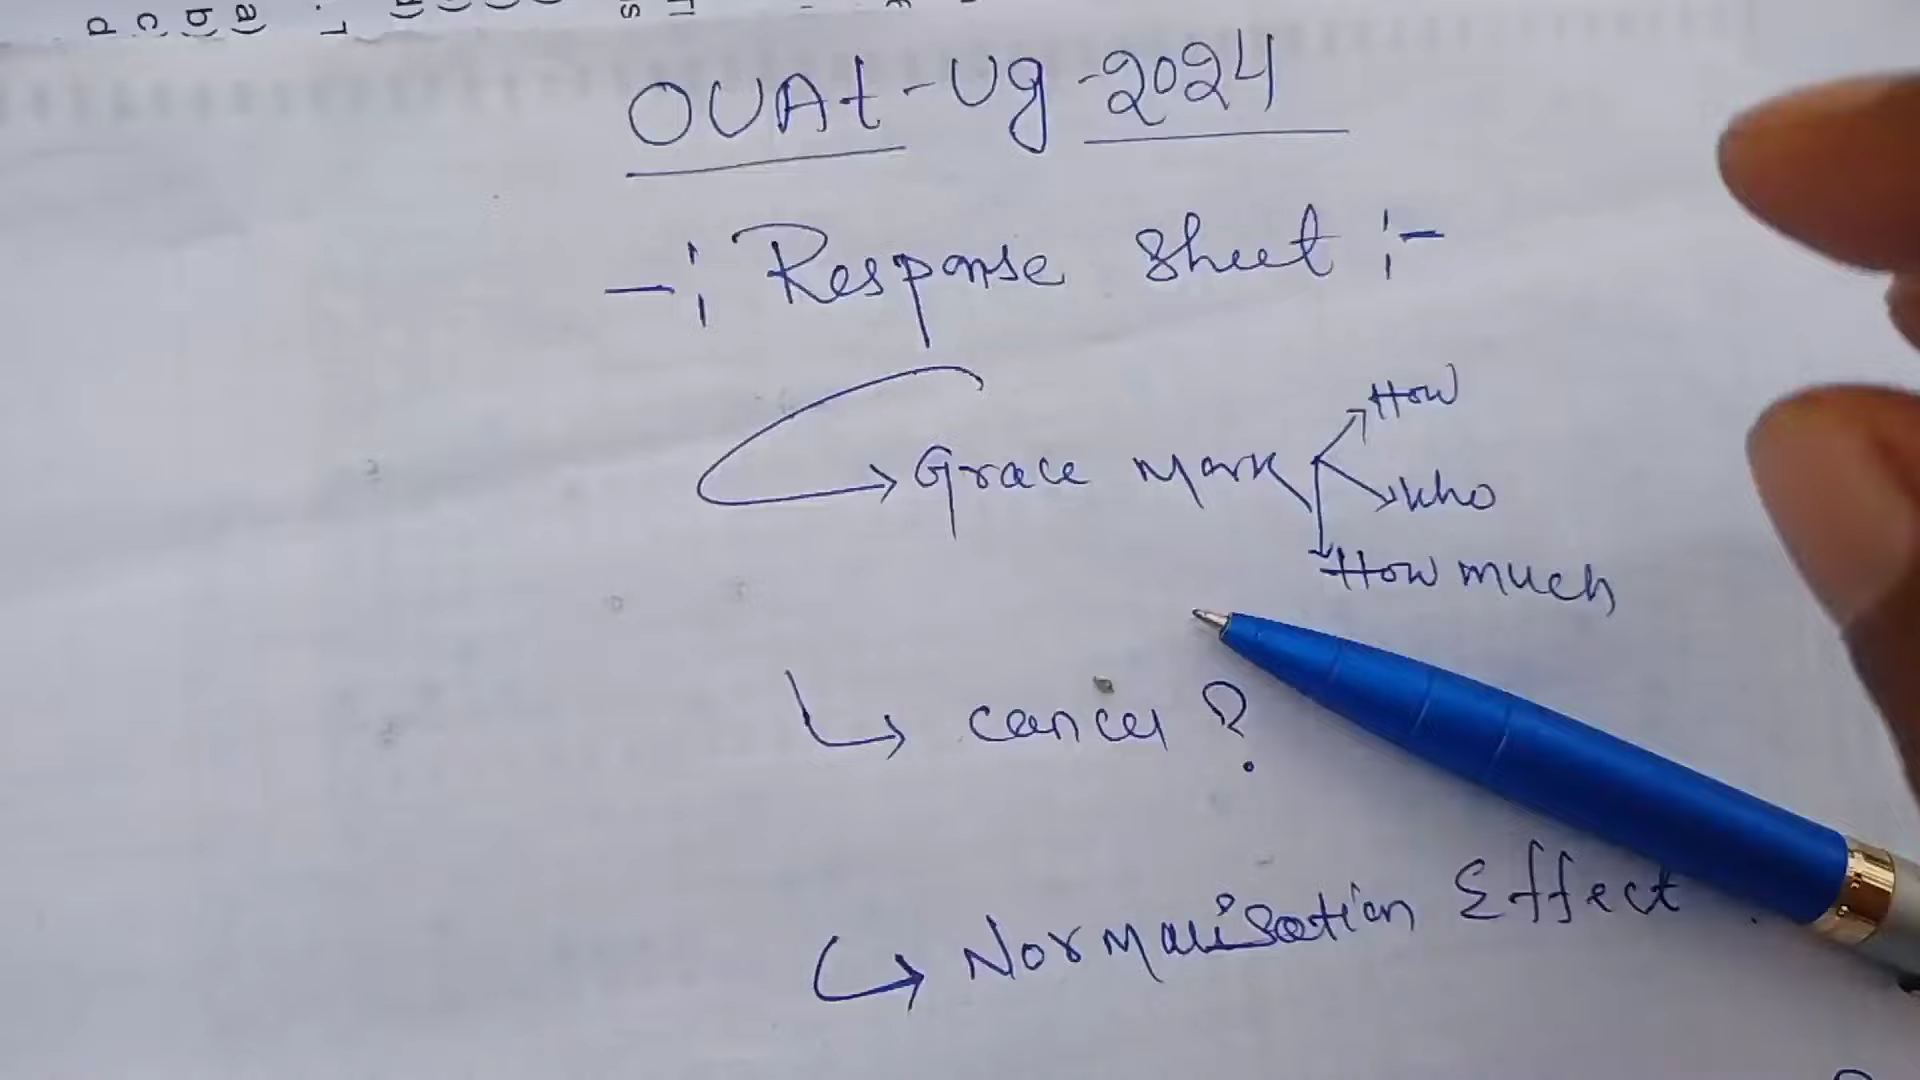 OUAt-Ug-2024
-: Response Sheet :-
→ Grace Mark
→ How
→ who
→ How much
→ cancel ?
→ Normalisation Effect
a)
b)
c)
d